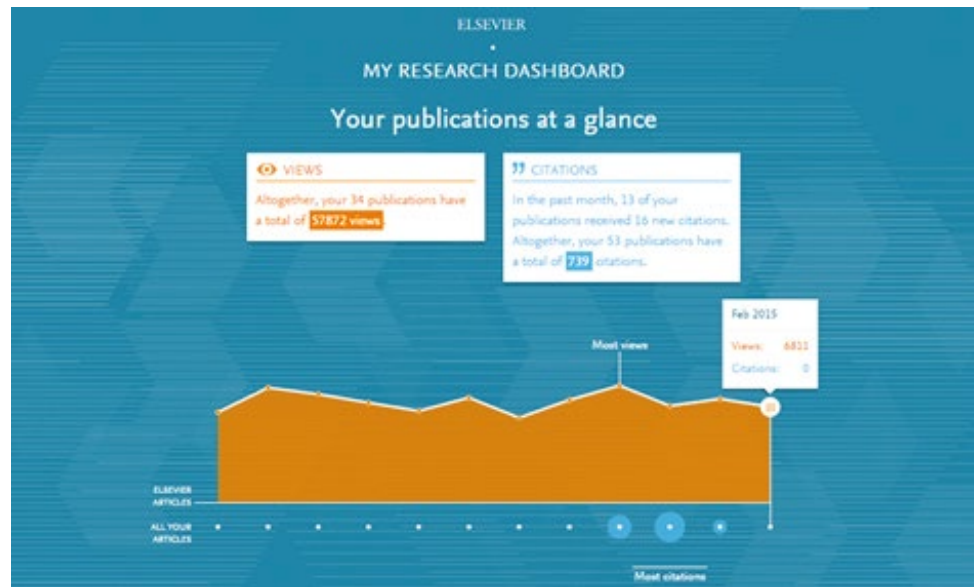 ELSEVIER
MY RESEARCH DASHBOARD
Your publications at a glance
VIEWS
Altogether, your 34 publications have
a total of 57872 views.
CITATIONS
In the past month, 13 of your
publications received 16 new citations.
Altogether, your 53 publications have
a total of 739 citations.
Feb 2015
Views: 6811
Citations: 0
Most views
ELSEVIER
ARTICLES
ALL YOUR
ARTICLES
Most citations